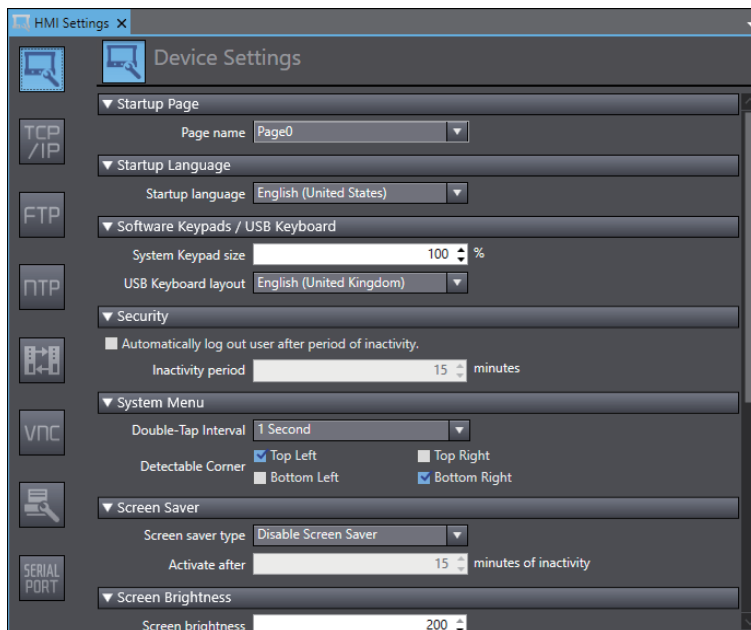 HMI Settings
Device Settings
TCP
/IP
FTP
NTP
VNC
SERIAL
PORT
Startup Page
Page name Page0
Startup Language
Startup language English (United States)
Software Keypads / USB Keyboard
System Keypad size 100 %
USB Keyboard layout English (United Kingdom)
Security
Automatically log out user after period of inactivity.
Inactivity period 15 minutes
System Menu
Double-Tap Interval 1 Second
Top Left Top Right
Detectable Corner
Bottom Left Bottom Right
Screen Saver
Screen saver type Disable Screen Saver
Activate after 15 minutes of inactivity
Screen Brightness
Screen brightness 200